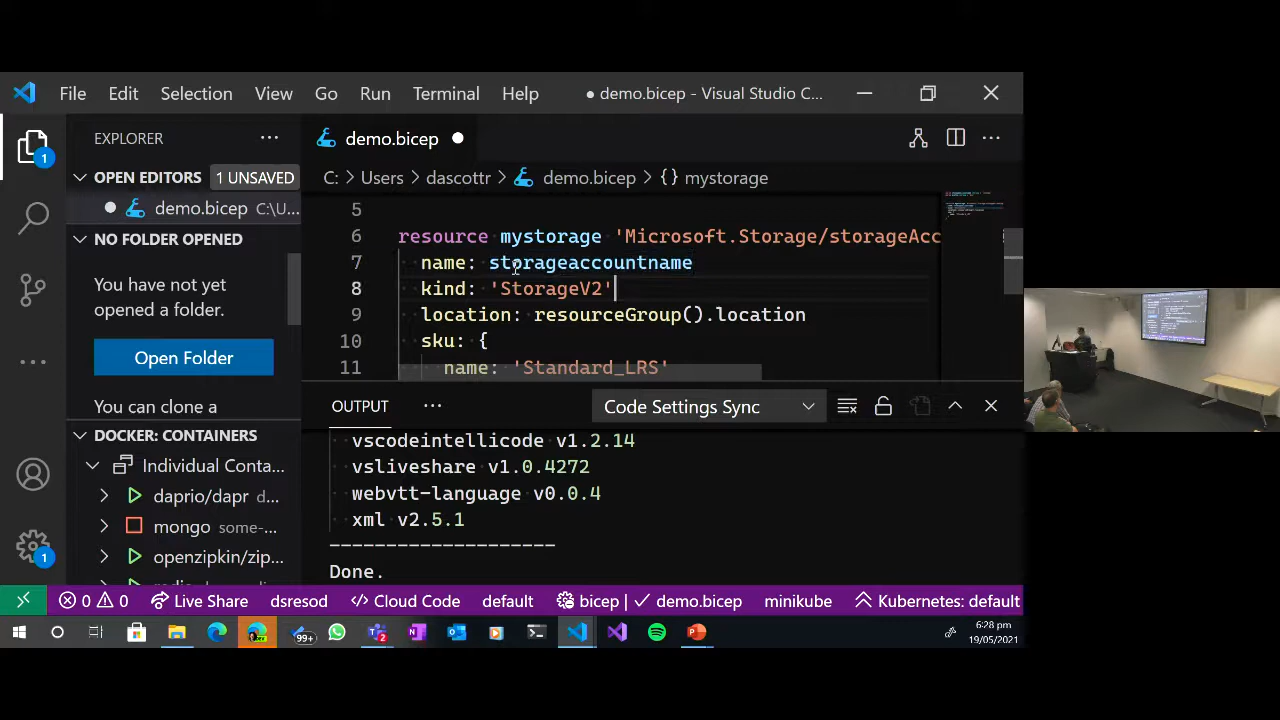 File Edit Selection View Go Run Terminal Help ● demo.bicep - Visual Studio C...
EXPLORER
demo.bicep
OPEN EDITORS 1 UNSAVED
C: > Users > dascottr > demo.bicep > {} mystorage
demo.bicep C:\U...
NO FOLDER OPENED
You have not yet
opened a folder.
Open Folder
You can clone a
5
6 resource mystorage 'Microsoft.Storage/storageAcc
7 name: storageaccountname
8 kind: 'StorageV2'
9 location: resourceGroup().location
10 sku: {
11 name: 'Standard_LRS'
OUTPUT
Code Settings Sync
DOCKER: CONTAINERS
Individual Conta...
daprio/dapr d...
mongo some-...
openzipkin/zip...
vscodeintellicode v1.2.14
vsliveshare v1.0.4272
webvtt-language v0.0.4
xml v2.5.1
-------------------
Done.
1
1
0 0 Live Share dsresod Cloud Code default bicep | ✓ demo.bicep minikube Kubernetes: default
DEV
99+
2
6:28 pm
19/05/2021